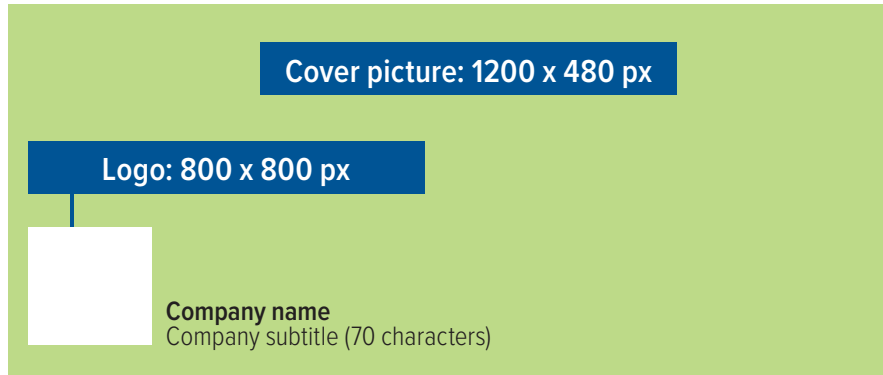 Cover picture: 1200 x 480 px
Logo: 800 x 800 px
Company name
Company subtitle (70 characters)